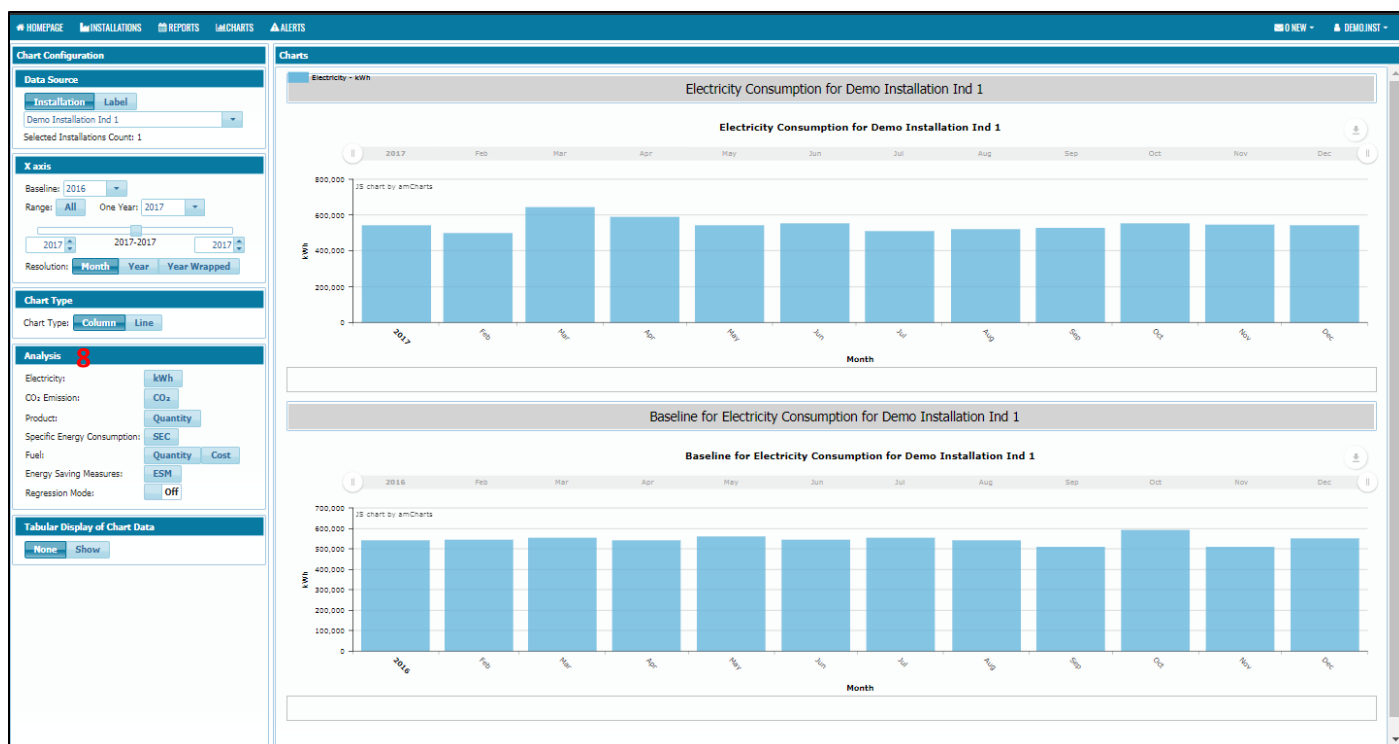 HOMEPAGE INSTALLATIONS REPORTS CHARTS ALERTS 0 NEW DEMO.INST
Chart Configuration
Data Source
Installation Label
Demo Installation Ind 1
Selected Installations Count: 1
X axis
Baseline: 2016
Range: All One Year: 2017
2017 2017-2017 2017
Resolution: Month Year Year Wrapped
Chart Type
Chart Type: Column Line
Analysis 8
Electricity: kWh
CO₂ Emission: CO₂
Product: Quantity
Specific Energy Consumption: SEC
Fuel: Quantity Cost
Energy Saving Measures: ESM
Regression Mode: Off
Tabular Display of Chart Data
None Show
Charts
Electricity - kWh
Electricity Consumption for Demo Installation Ind 1
Electricity Consumption for Demo Installation Ind 1
2017 Feb Mar Apr May Jun Jul Aug Sep Oct Nov Dec
800,000
JS chart by amCharts
600,000
400,000
200,000
0
kWh
2017 Feb Mar Apr May Jun Jul Aug Sep Oct Nov Dec
Month
Baseline for Electricity Consumption for Demo Installation Ind 1
Baseline for Electricity Consumption for Demo Installation Ind 1
2016 Feb Mar Apr May Jun Jul Aug Sep Oct Nov Dec
700,000
JS chart by amCharts
600,000
500,000
400,000
300,000
200,000
100,000
0
kWh
2016 Feb Mar Apr May Jun Jul Aug Sep Oct Nov Dec
Month